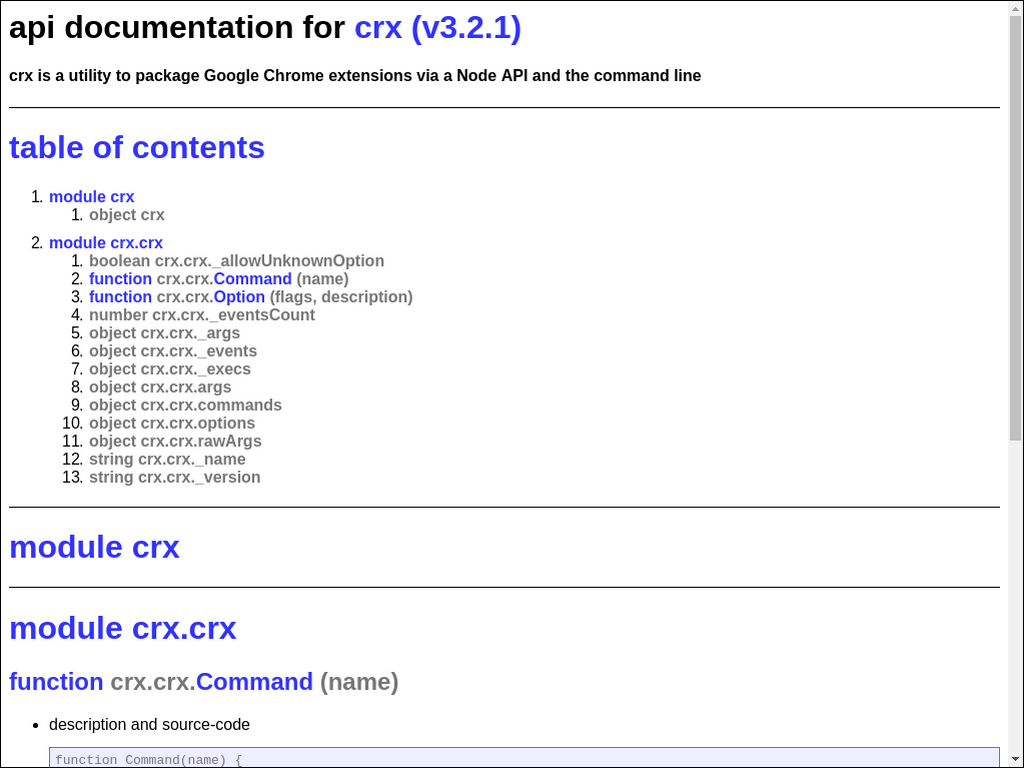 api documentation for crx (v3.2.1)
crx is a utility to package Google Chrome extensions via a Node API and the command line
table of contents
1. module crx
1. object crx
2. module crx.crx
1. boolean crx.crx._allowUnknownOption
2. function crx.crx.Command (name)
3. function crx.crx.Option (flags, description)
4. number crx.crx._eventsCount
5. object crx.crx._args
6. object crx.crx._events
7. object crx.crx._execs
8. object crx.crx.args
9. object crx.crx.commands
10. object crx.crx.options
11. object crx.crx.rawArgs
12. string crx.crx._name
13. string crx.crx._version
module crx
module crx.crx
function crx.crx.Command (name)
• description and source-code
function Command(name) {